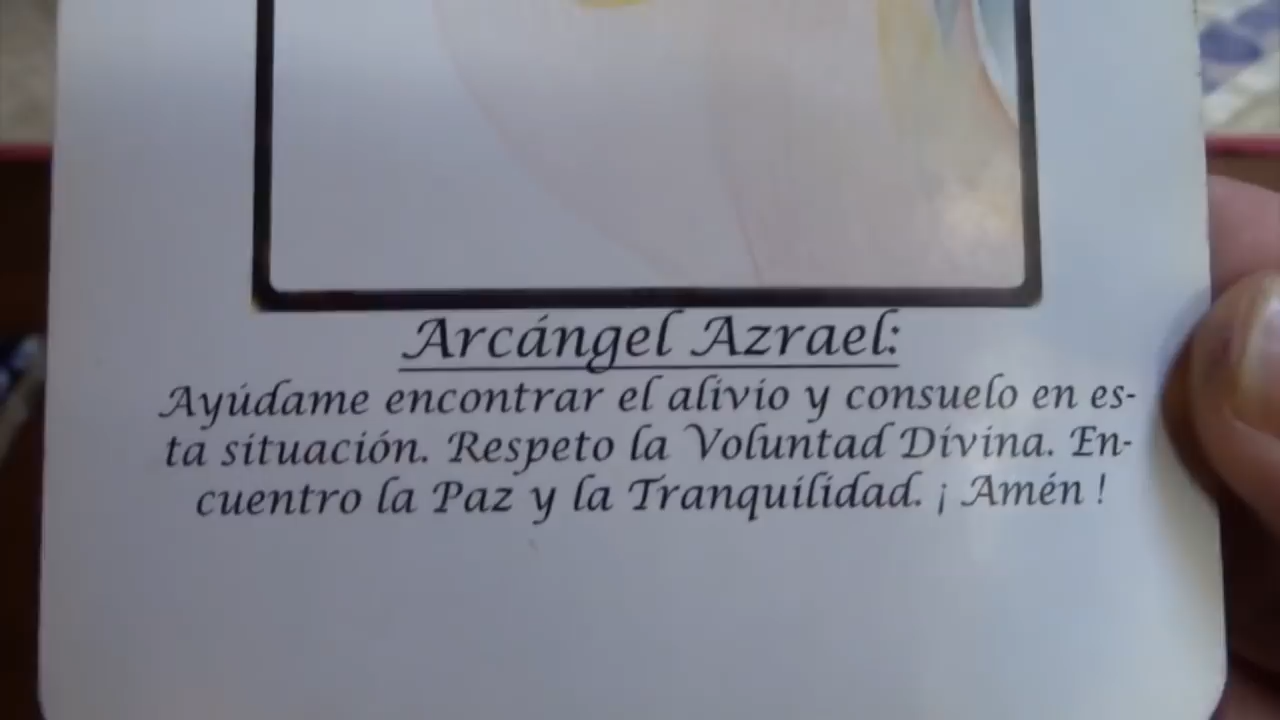 Arcángel Azrael:
Ayúdame encontrar el alivio y consuelo en es-
ta situación. Respeto la Voluntad Divina. En-
cuentro la Paz y la Tranquilidad. ¡ Amén !